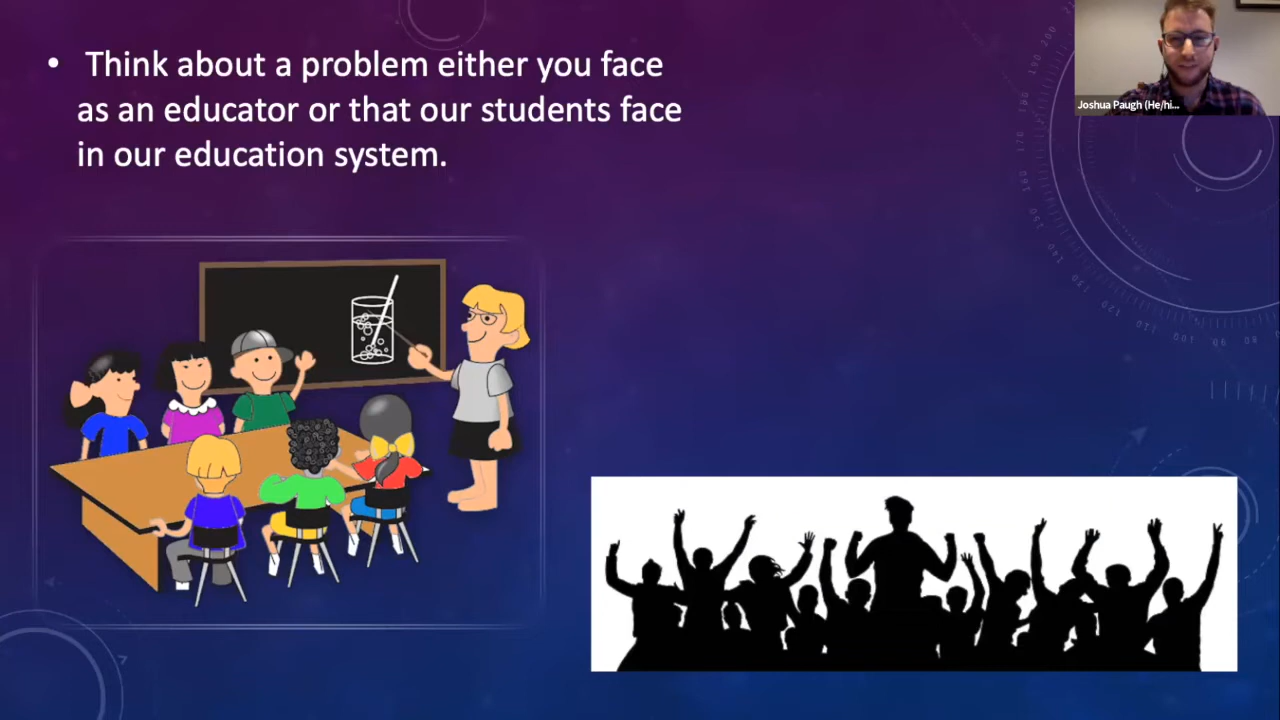 • Think about a problem either you face
as an educator or that our students face
in our education system.
Joshua Paugh (He/hi...